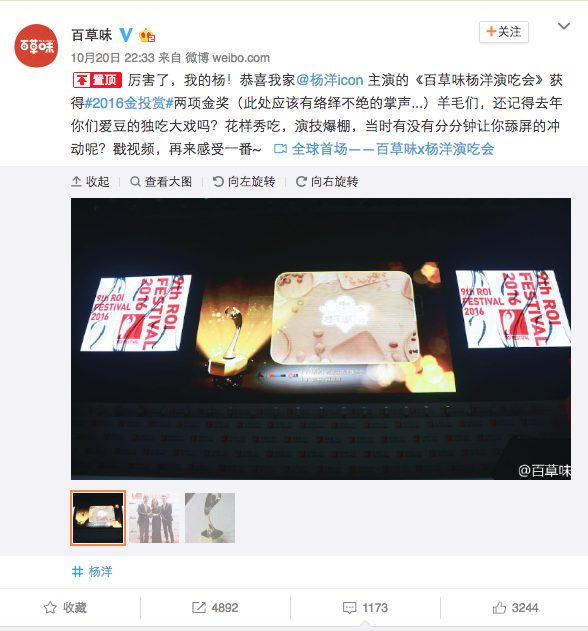 百草味
百草味
+关注
10月20日 22:33 来自 微博 weibo.com
置顶 厉害了，我的杨！恭喜我家@杨洋icon 主演的《百草味杨洋演吃会》获
得#2016金投赏#两项金奖（此处应该有络绎不绝的掌声...）羊毛们，还记得去年
你们爱豆的独吃大戏吗？花样秀吃，演技爆棚，当时有没有分分钟让你舔屏的冲
动呢？戳视频，再来感受一番~ 全球首场——百草味x杨洋演吃会
收起 查看大图 向左旋转 向右旋转
9th ROI
FESTIVAL
2016
9th ROI
FESTIVAL
2016
9th ROI
FESTIVAL
2016
9th ROI
FESTIVAL
2016
@百草味
# 杨洋
收藏 4892 1173 3244